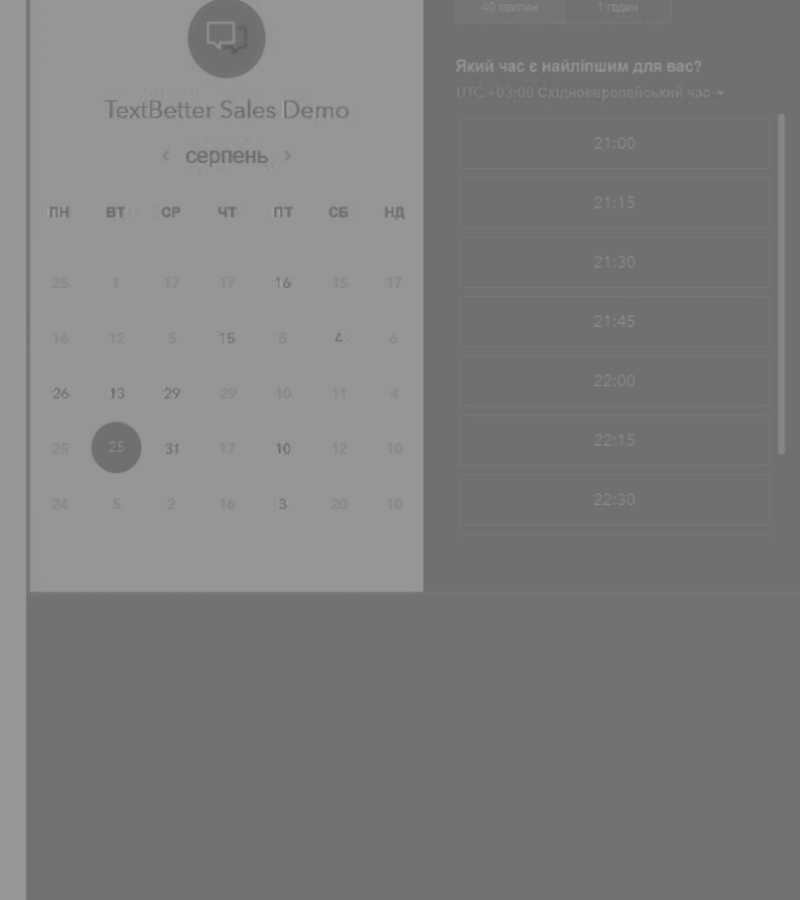 TextBetter Sales Demo
серпень
ПН ВТ СР ЧТ ПТ СБ НД
25 1 17 17 16 15 17
16 12 5 15 8 4 6
26 13 29 29 10 11 4
25 25 31 17 10 12 10
24 5 2 16 3 20 10
40 хвилин 1 годин
Який час є найліпшим для вас?
UTC +03:00 Східноєвропейський час
21:00
21:15
21:30
21:45
22:00
22:15
22:30